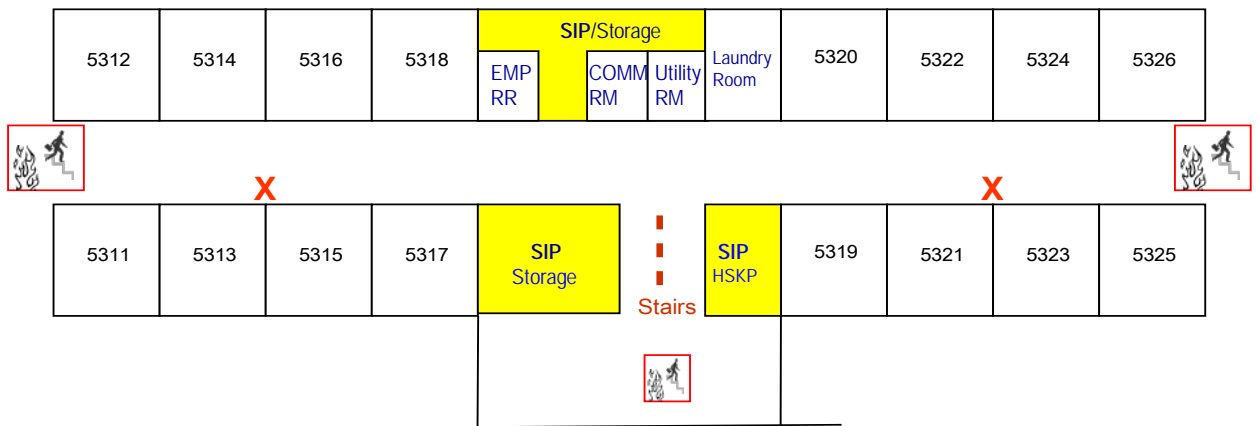 5312
5314
5316
5318
SIP/Storage
EMP
RR
COMM
RM
Utility
RM
Laundry
Room
5320
5322
5324
5326
X
X
5311
5313
5315
5317
SIP
Storage
Stairs
SIP
HSKP
5319
5321
5323
5325